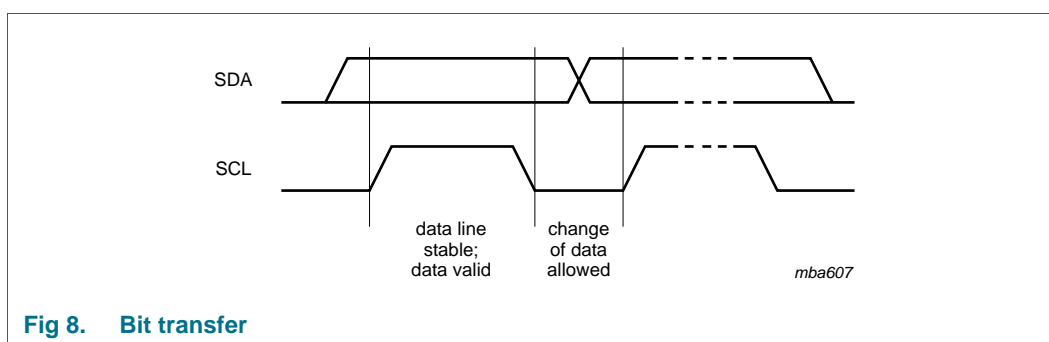 SDA
SCL
data line
stable;
data valid
change
of data
allowed
mba607
Fig 8. Bit transfer